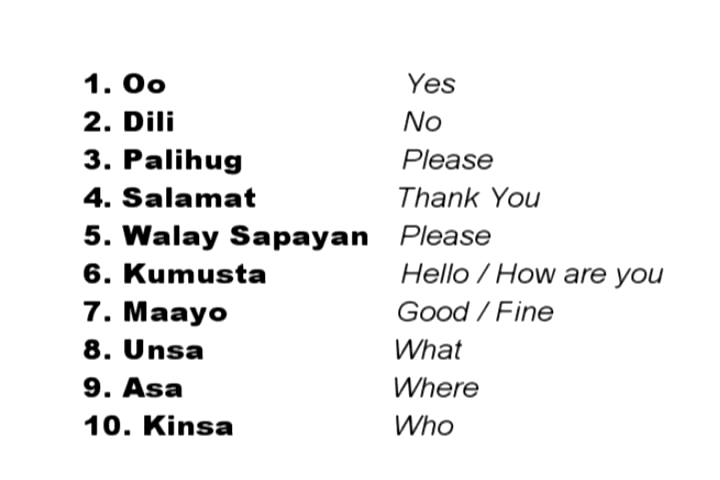 1. Oo Yes
2. Dili No
3. Palihug Please
4. Salamat Thank You
5. Walay Sapayan Please
6. Kumusta Hello / How are you
7. Maayo Good / Fine
8. Unsa What
9. Asa Where
10. Kinsa Who